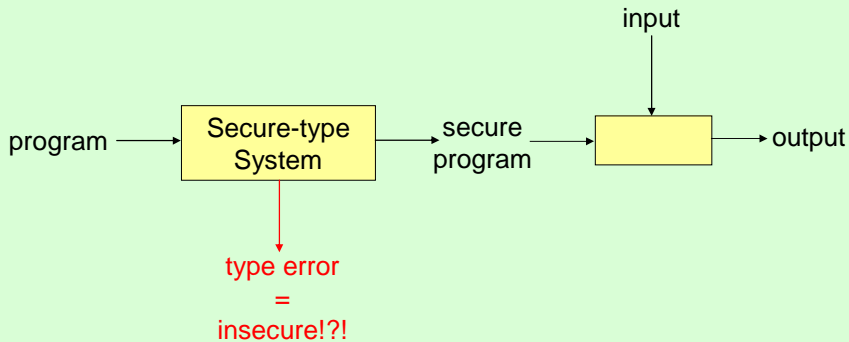 input
program
Secure-type
System
secure
program
output
type error
=
insecure!?!